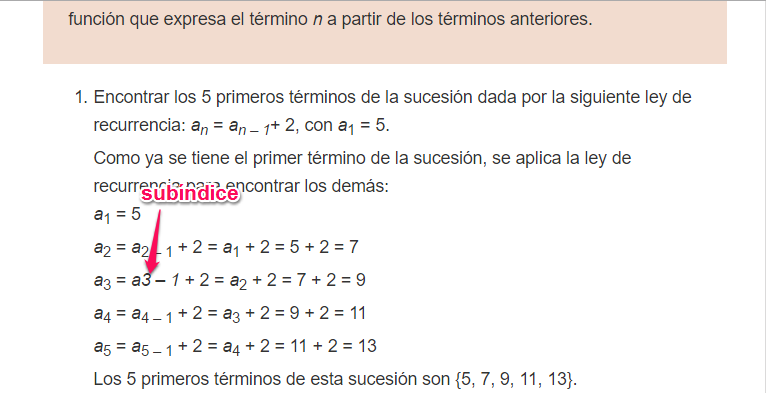 función que expresa el término n a partir de los términos anteriores.
1. Encontrar los 5 primeros términos de la sucesión dada por la siguiente ley de
recurrencia: aₙ = aₙ ₋ ₁+ 2, con a₁ = 5.
Como ya se tiene el primer término de la sucesión, se aplica la ley de
recurrencia para encontrar los demás:
subindice
a₁ = 5
a₂ = a₂ ₋ ₁ + 2 = a₁ + 2 = 5 + 2 = 7
a₃ = a3 – 1 + 2 = a₂ + 2 = 7 + 2 = 9
a₄ = a₄ ₋ ₁ + 2 = a₃ + 2 = 9 + 2 = 11
a₅ = a₅ ₋ ₁ + 2 = a₄ + 2 = 11 + 2 = 13
Los 5 primeros términos de esta sucesión son {5, 7, 9, 11, 13}.